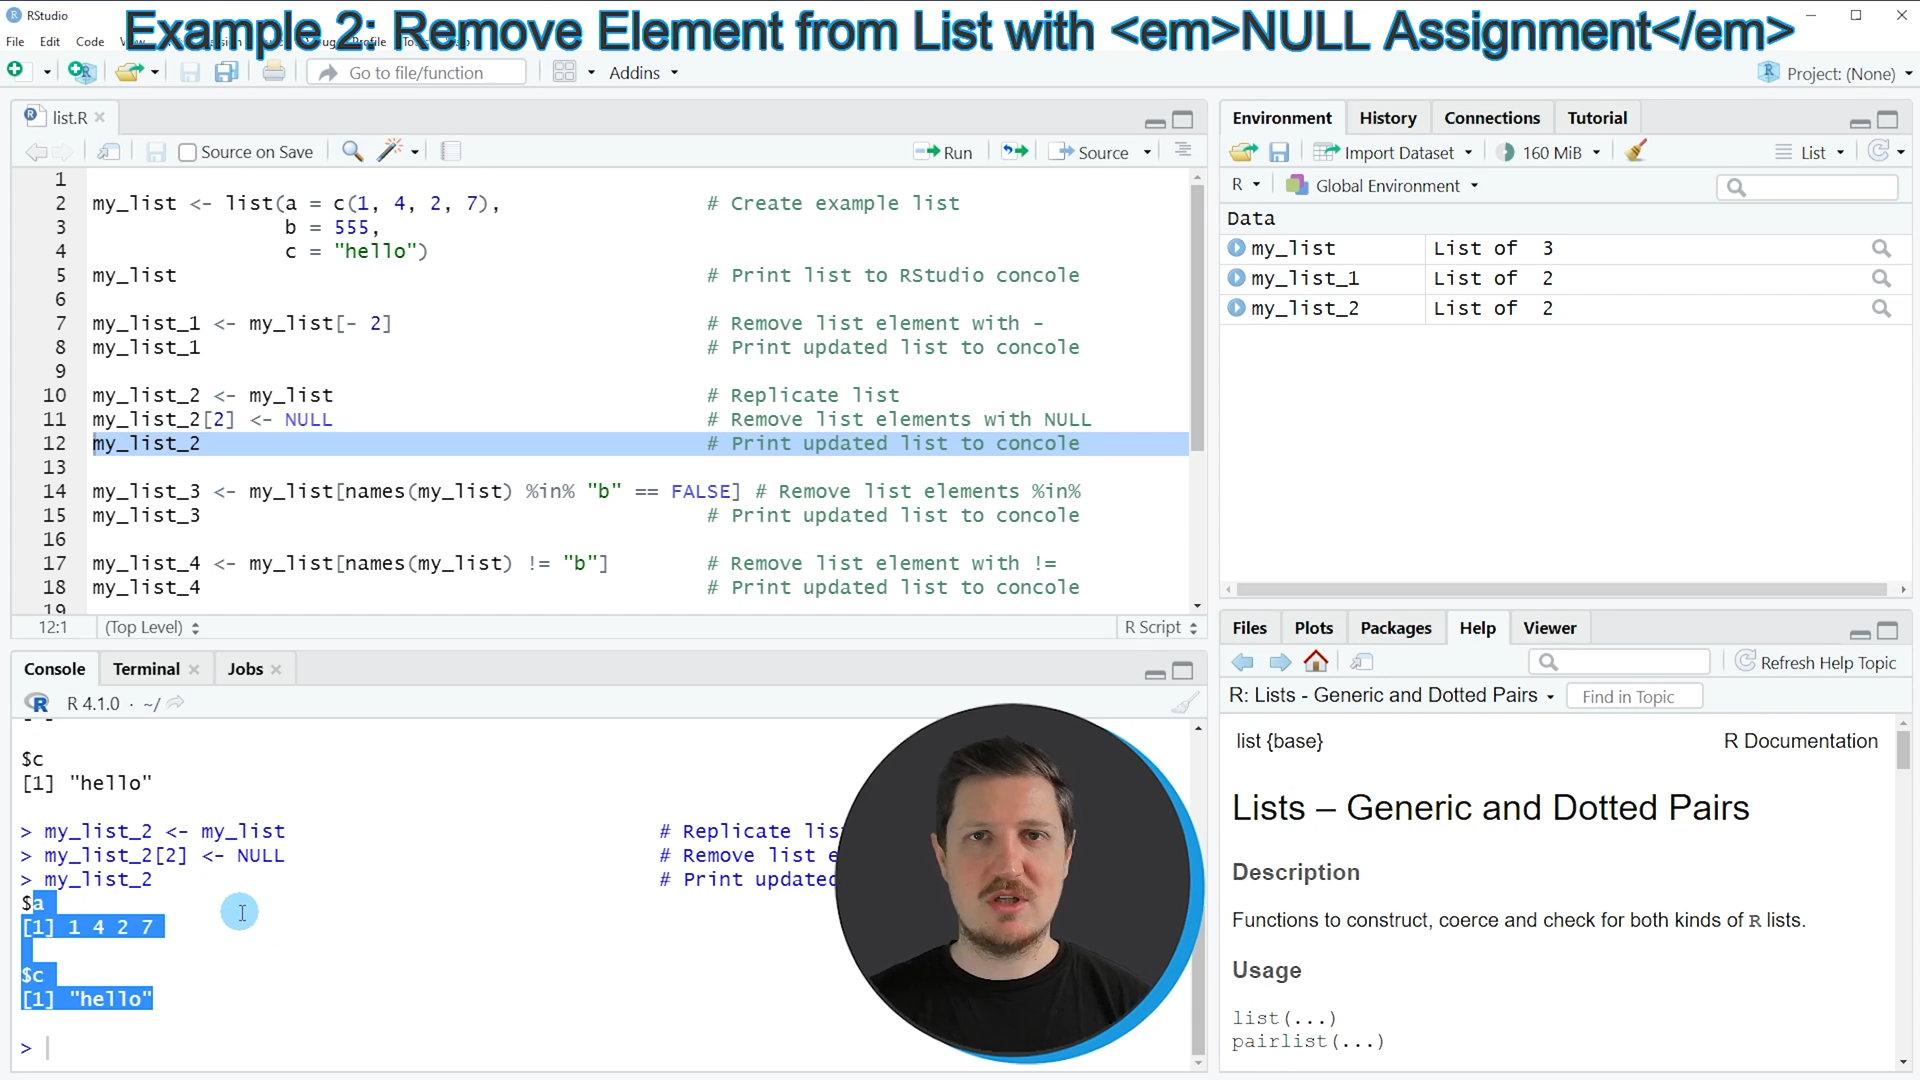 RStudio
Example 2: Remove Element from List with <em>NULL Assignment</em>
File Edit Code Profile
Go to file/function
Addins
Project: (None)
list.R
Source on Save
Run
Source
1
2 my_list <- list(a = c(1, 4, 2, 7), # Create example list
3 b = 555,
4 c = "hello")
5 my_list # Print list to RStudio concole
6
7 my_list_1 <- my_list[- 2] # Remove list element with -
8 my_list_1 # Print updated list to concole
9
10 my_list_2 <- my_list # Replicate list
11 my_list_2[2] <- NULL # Remove list elements with NULL
12 my_list_2 # Print updated list to concole
13
14 my_list_3 <- my_list[names(my_list) %in% "b" == FALSE] # Remove list elements %in%
15 my_list_3 # Print updated list to concole
16
17 my_list_4 <- my_list[names(my_list) != "b"] # Remove list element with !=
18 my_list_4 # Print updated list to concole
19
12:1 (Top Level) R Script
Console Terminal Jobs
R 4.1.0 · ~/
$c
[1] "hello"
> my_list_2 <- my_list # Replicate lis
> my_list_2[2] <- NULL # Remove list e
> my_list_2 # Print updated
$a
[1] 1 4 2 7
$c
[1] "hello"
>
Environment History Connections Tutorial
Import Dataset 160 MiB List
R Global Environment
Data
my_list List of 3
my_list_1 List of 2
my_list_2 List of 2
Files Plots Packages Help Viewer
Refresh Help Topic
R: Lists - Generic and Dotted Pairs Find in Topic
list {base} R Documentation
Lists – Generic and Dotted Pairs
Description
Functions to construct, coerce and check for both kinds of R lists.
Usage
list(...)
pairlist(...)